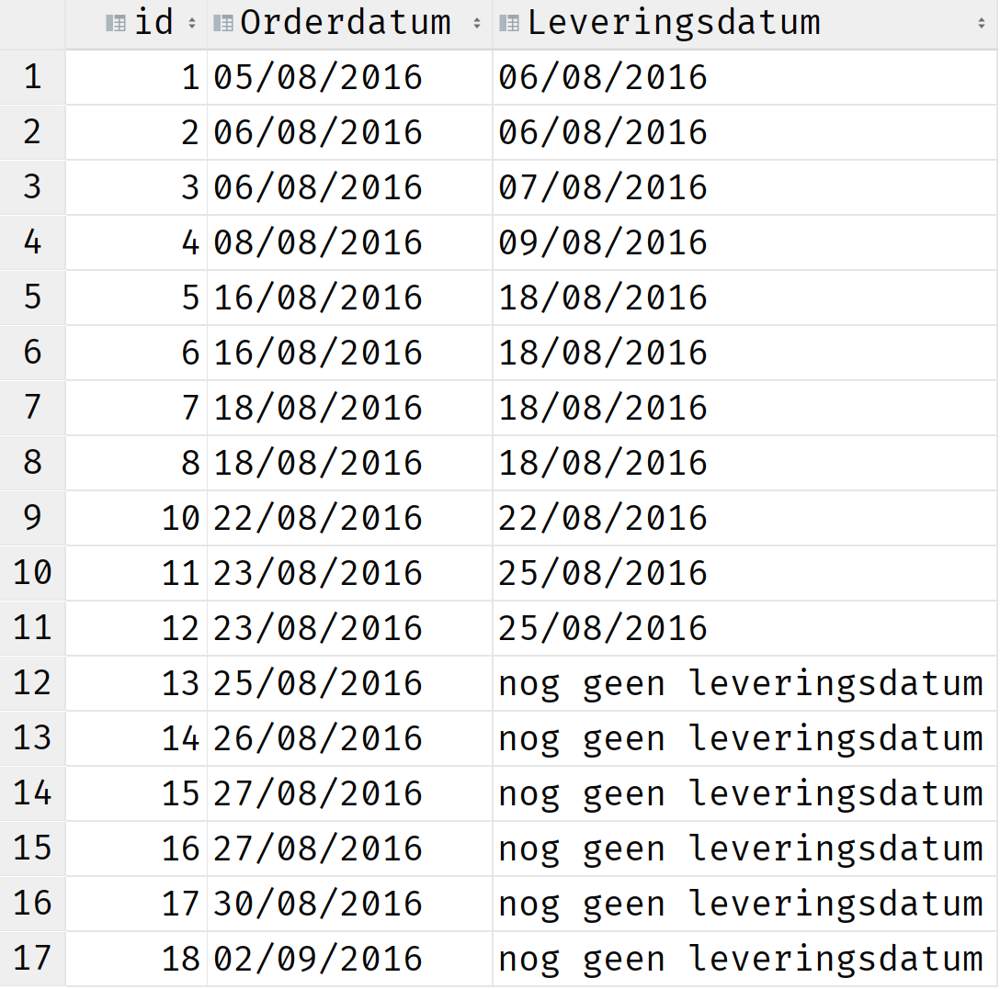 id Orderdatum Leveringsdatum
1 1 05/08/2016 06/08/2016
2 2 06/08/2016 06/08/2016
3 3 06/08/2016 07/08/2016
4 4 08/08/2016 09/08/2016
5 5 16/08/2016 18/08/2016
6 6 16/08/2016 18/08/2016
7 7 18/08/2016 18/08/2016
8 8 18/08/2016 18/08/2016
9 10 22/08/2016 22/08/2016
10 11 23/08/2016 25/08/2016
11 12 23/08/2016 25/08/2016
12 13 25/08/2016 nog geen leveringsdatum
13 14 26/08/2016 nog geen leveringsdatum
14 15 27/08/2016 nog geen leveringsdatum
15 16 27/08/2016 nog geen leveringsdatum
16 17 30/08/2016 nog geen leveringsdatum
17 18 02/09/2016 nog geen leveringsdatum